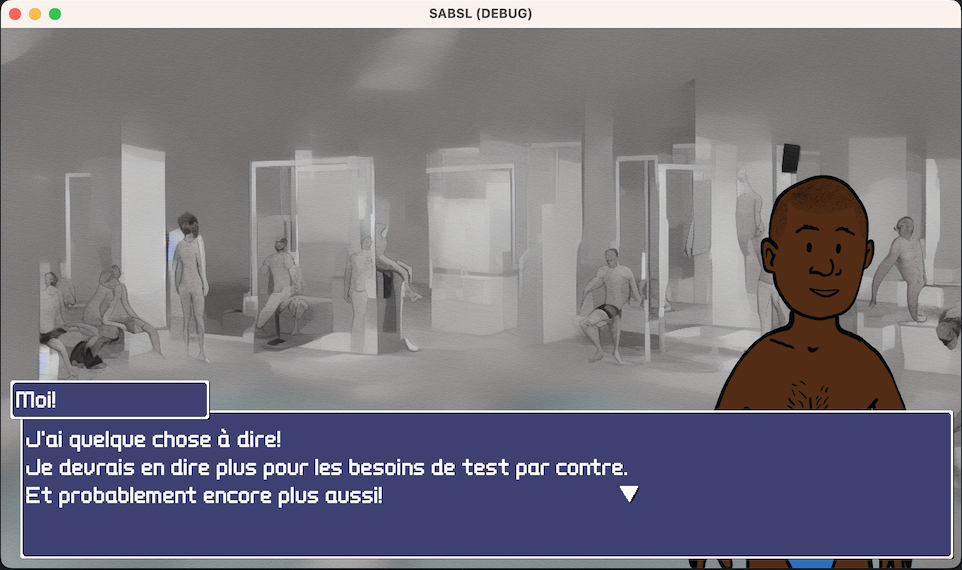 SABSL (DEBUG)
Moi!
J'ai quelque chose à dire!
Je devrais en dire plus pour les besoins de test par contre.
Et probablement encore plus aussi!